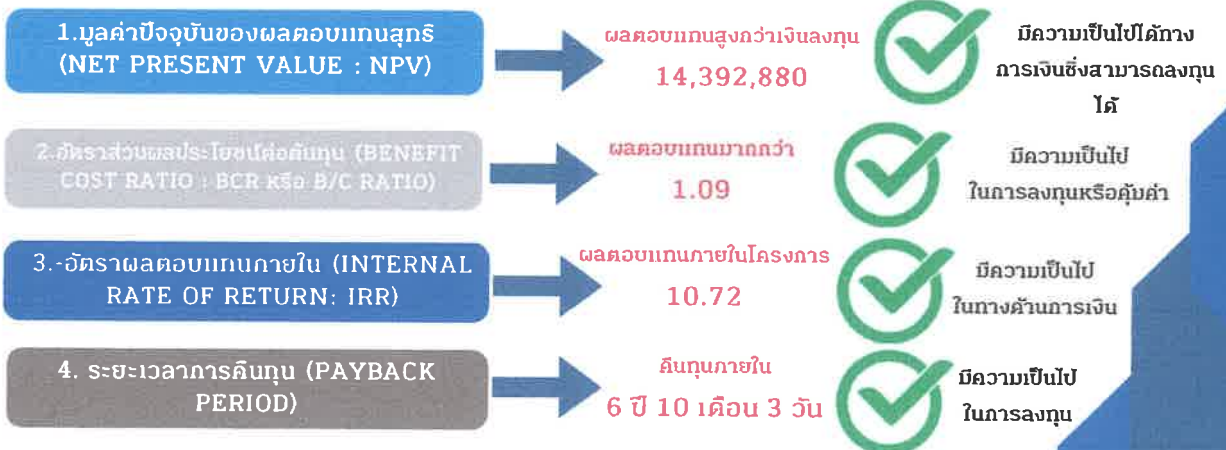 1.มูลค่าปัจจุบันของผลตอบแทนสุทธิ
(NET PRESENT VALUE : NPV)
ผลตอบแทนสูงกว่าเงินลงทุน
14,392,880
มีความเป็นไปได้ทาง
การเงินซึ่งสามารถลงทุน
ได้
2.อัตราส่วนผลประโยชน์ต่อต้นทุน (BENEFIT
COST RATIO : BCR หรือ B/C RATIO)
ผลตอบแทนมากกว่า
1.09
มีความเป็นไป
ในการลงทุนหรือคุ้มค่า
3.-อัตราผลตอบแทนภายใน (INTERNAL
RATE OF RETURN: IRR)
ผลตอบแทนภายในโครงการ
10.72
มีความเป็นไป
ในทางด้านการเงิน
4. ระยะเวลาการคืนทุน (PAYBACK
PERIOD)
คืนทุนภายใน
6 ปี 10 เดือน 3 วัน
มีความเป็นไป
ในการลงทุน